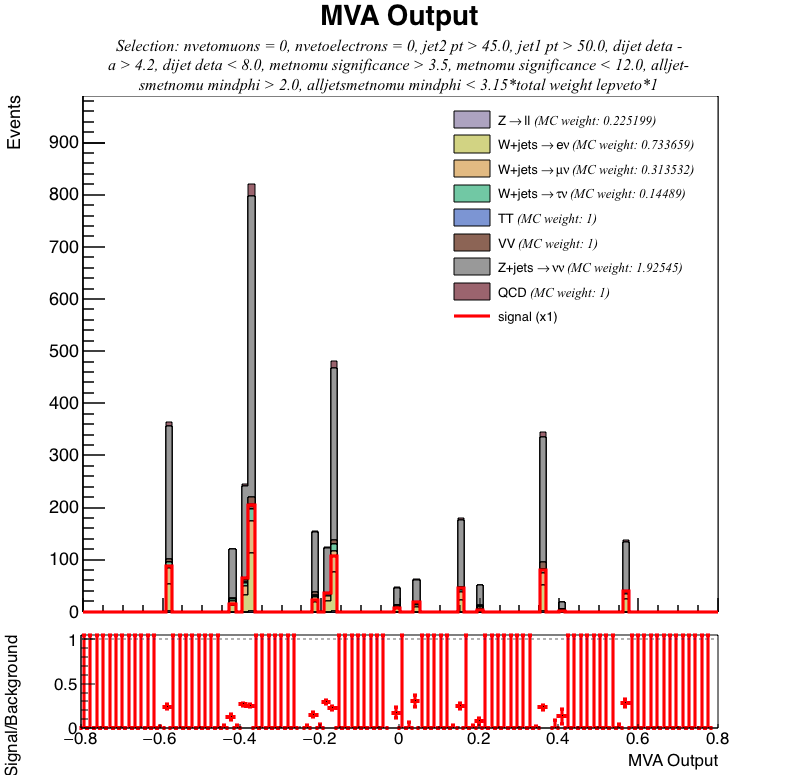 MVA Output
Selection: nvetomuons = 0, nvetoelectrons = 0, jet2 pt > 45.0, jet1 pt > 50.0, dijet deta -
a > 4.2, dijet deta < 8.0, metnomu significance > 3.5, metnomu significance < 12.0, alljet-
smetnomu mindphi > 2.0, alljetsmetnomu mindphi < 3.15*total weight lepveto*1
Events
900
800
700
600
500
400
300
200
100
0
Z→ll (MC weight: 0.225199)
W+jets→eν (MC weight: 0.733659)
W+jets→μν (MC weight: 0.313532)
W+jets→τν (MC weight: 0.14489)
TT (MC weight: 1)
VV (MC weight: 1)
Z+jets→νν (MC weight: 1.92545)
QCD (MC weight: 1)
signal (x1)
Signal/Background
1
0.5
0
−0.8 −0.6 −0.4 −0.2 0 0.2 0.4 0.6 0.8
MVA Output